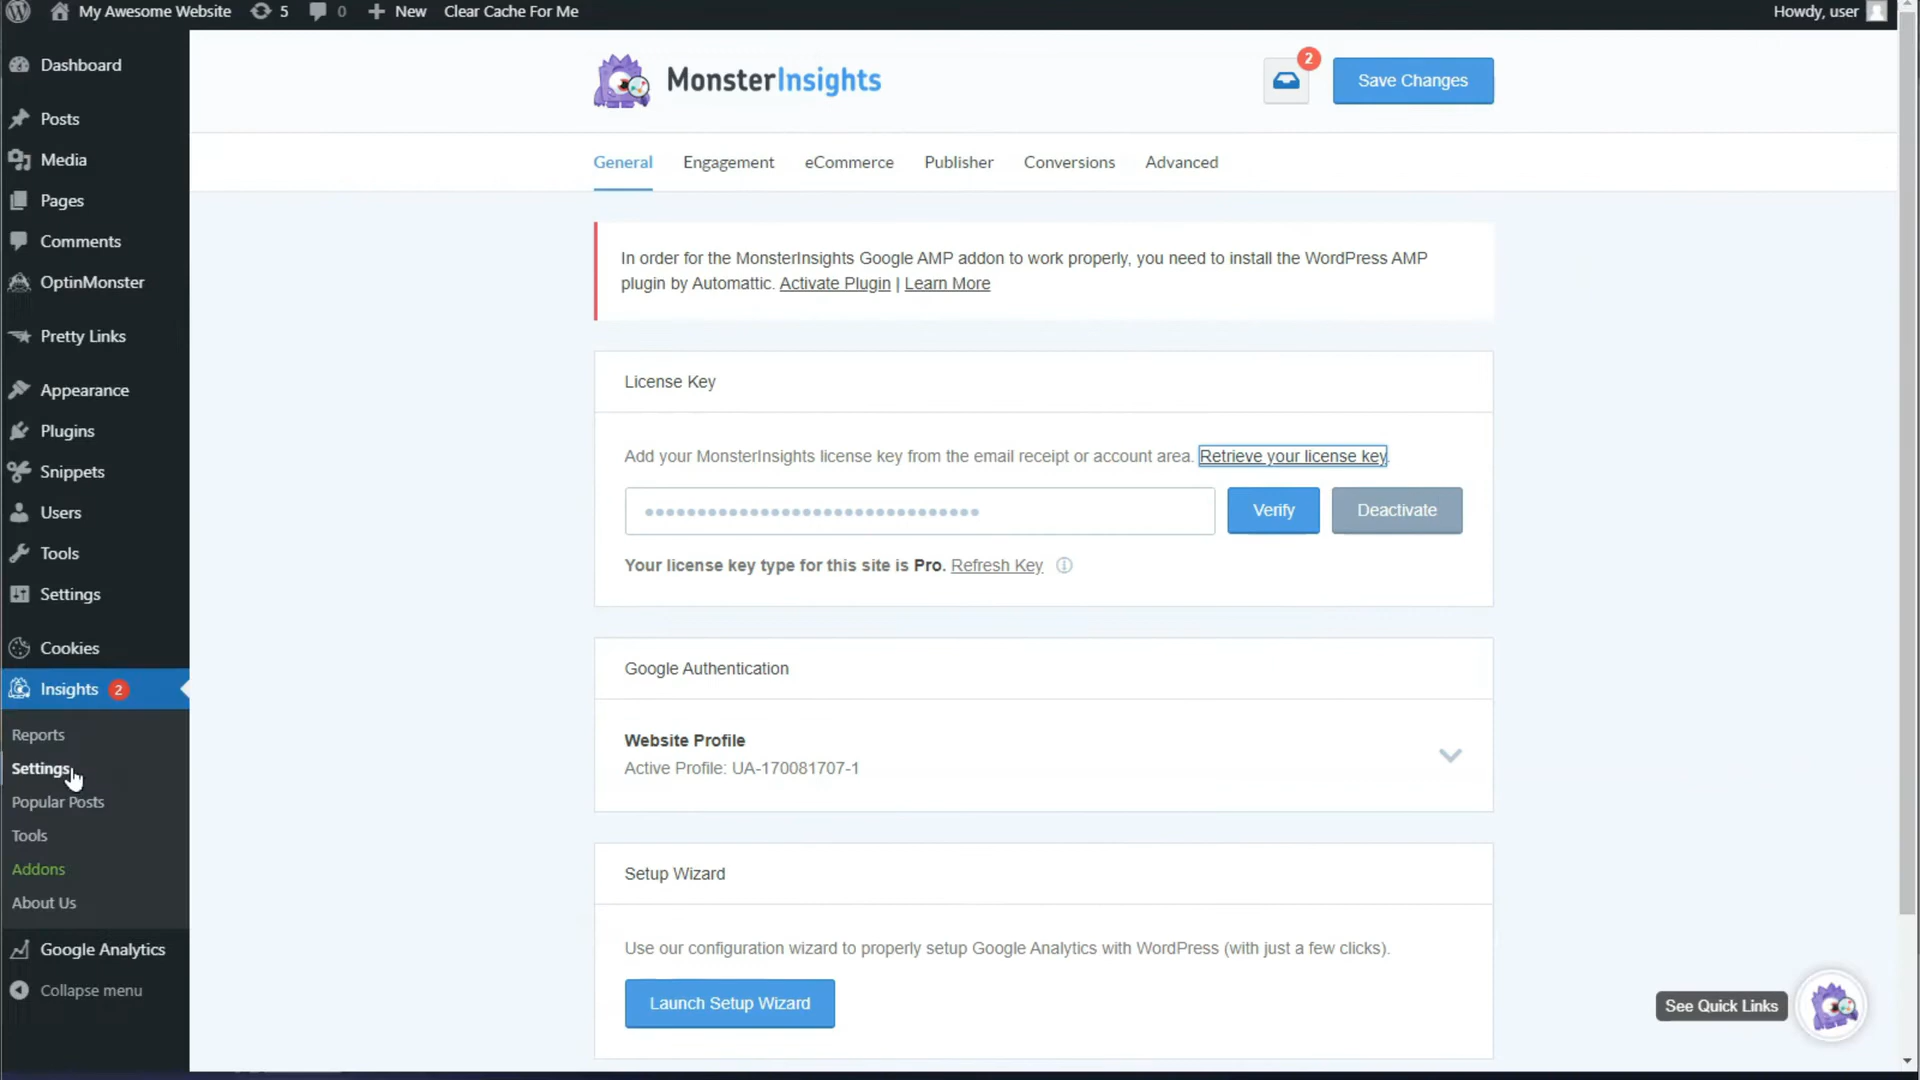 My Awesome Website 5 0 New Clear Cache For Me Howdy, user
Dashboard
Posts
Media
Pages
Comments
OptinMonster
Pretty Links
Appearance
Plugins
Snippets
Users
Tools
Settings
Cookies
Insights 2
Reports
Settings
Popular Posts
Tools
Addons
About Us
Google Analytics
Collapse menu
MonsterInsights
2
Save Changes
General Engagement eCommerce Publisher Conversions Advanced
In order for the MonsterInsights Google AMP addon to work properly, you need to install the WordPress AMP
plugin by Automattic. Activate Plugin | Learn More
License Key
Add your MonsterInsights license key from the email receipt or account area. Retrieve your license key.
Verify Deactivate
Your license key type for this site is Pro. Refresh Key
Google Authentication
Website Profile
Active Profile: UA-170081707-1
Setup Wizard
Use our configuration wizard to properly setup Google Analytics with WordPress (with just a few clicks).
Launch Setup Wizard
See Quick Links